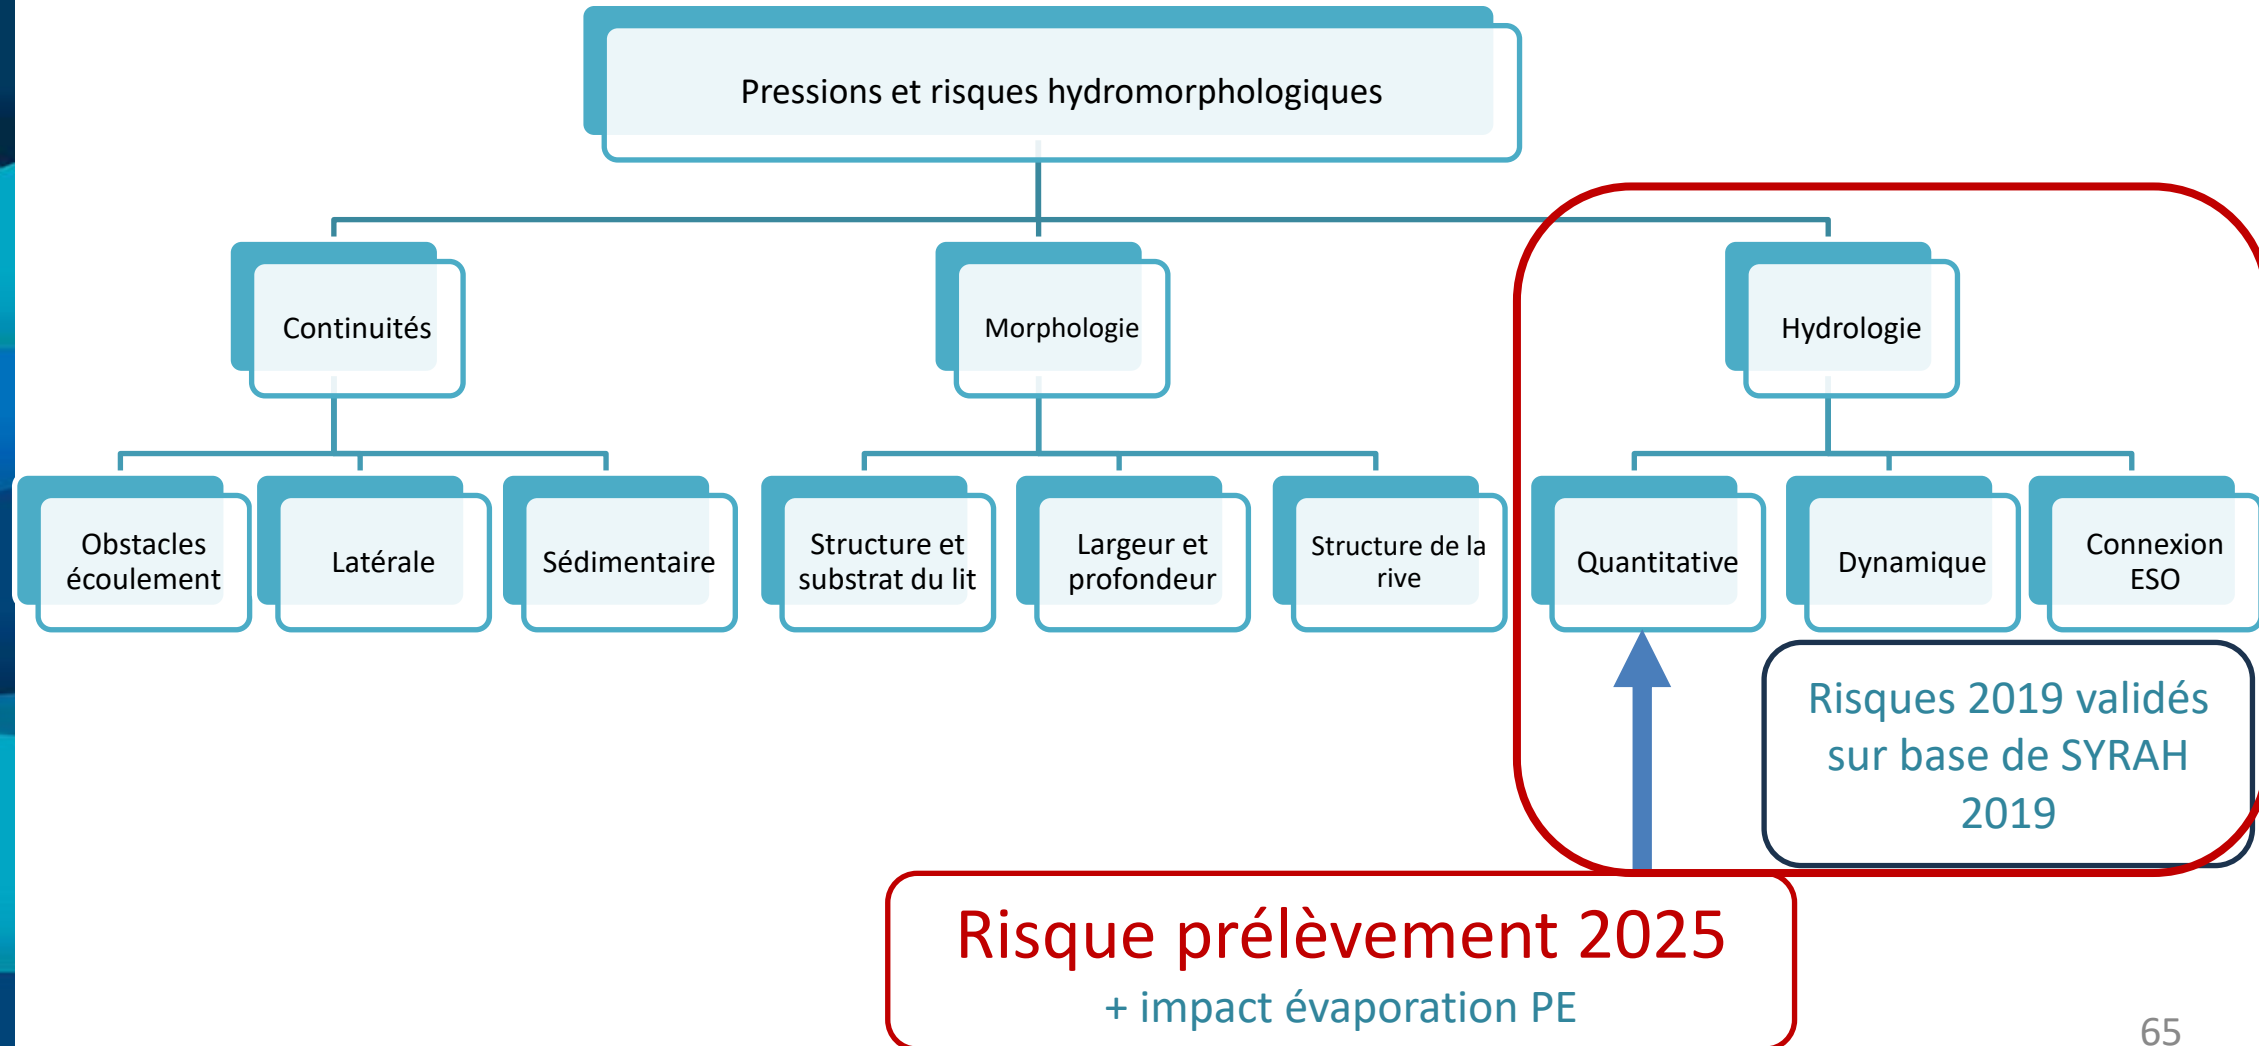 Pressions et risques hydromorphologiques
Continuités
Morphologie
Hydrologie
Obstacles
écoulement
Latérale
Sédimentaire
Structure et
substrat du lit
Largeur et
profondeur
Structure de la
rive
Quantitative
Dynamique
Connexion
ESO
Risques 2019 validés
sur base de SYRAH
2019
Risque prélèvement 2025
+ impact évaporation PE
65